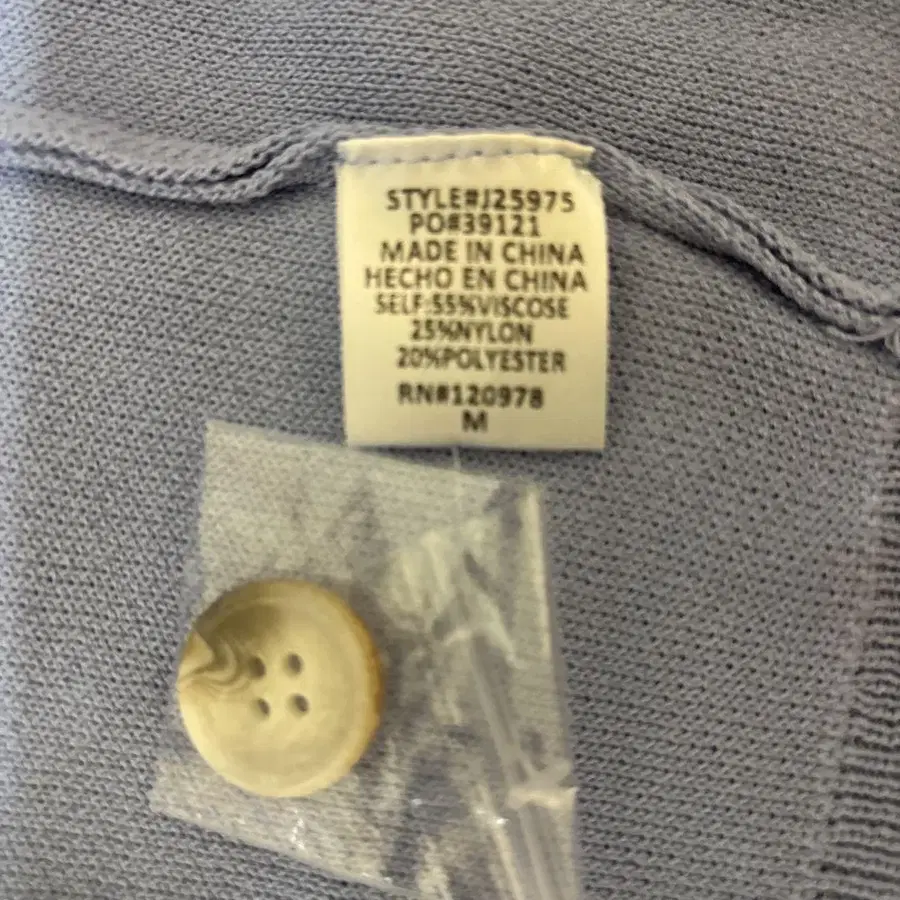 STYLE#J25975
PO#39121
MADE IN CHINA
HECHO EN CHINA
SELF:55%VISCOSE
25%NYLON
20%POLYESTER
RN#120978
M